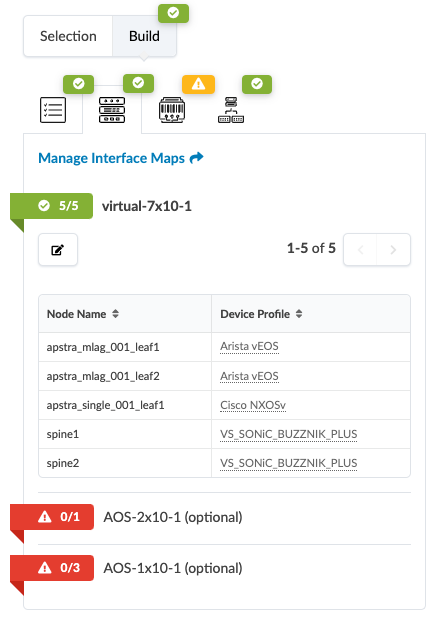 Selection Build
Manage Interface Maps
5/5 virtual-7x10-1
1-5 of 5
Node Name Device Profile
apstra_mlag_001_leaf1 Arista vEOS
apstra_mlag_001_leaf2 Arista vEOS
apstra_single_001_leaf1 Cisco NXOSv
spine1 VS_SONiC_BUZZNIK_PLUS
spine2 VS_SONiC_BUZZNIK_PLUS
0/1 AOS-2x10-1 (optional)
0/3 AOS-1x10-1 (optional)